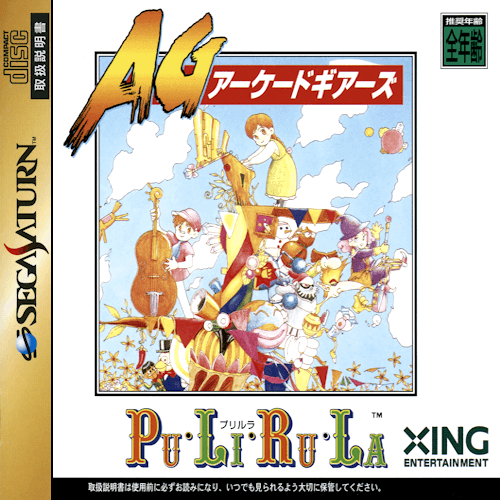 COMPACT
disc
取扱説明書
SEGA SATURN™
AG
アーケードギアーズ
推奨年齢
全年齢
プリルラ
PU・LI・RU・LA™
XING
ENTERTAINMENT
取扱説明書は使用前に必ずお読みになり、いつでも見られるよう大切に保管してください。